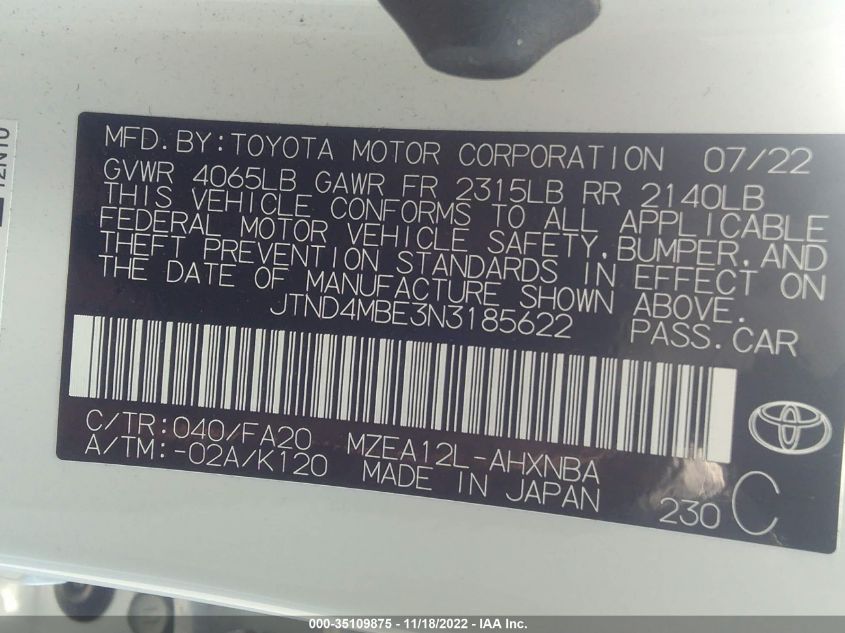 MFD.BY:TOYOTA MOTOR CORPORATION 07/22
GVWR 4065LB GAWR FR 2315LB RR 2140LB
THIS VEHICLE CONFORMS TO ALL APPLICABLE
FEDERAL MOTOR VEHICLE SAFETY,BUMPER,AND
THEFT PREVENTION STANDARDS IN EFFECT ON
THE DATE OF MANUFACTURE SHOWN ABOVE.
JTND4MBE3N3185622 PASS.CAR
C/TR:040/FA20 MZEA12L-AHXNBA
A/TM:-02A/K120 MADE IN JAPAN
230 C
000-35109875 - 11/18/2022 - IAA Inc.